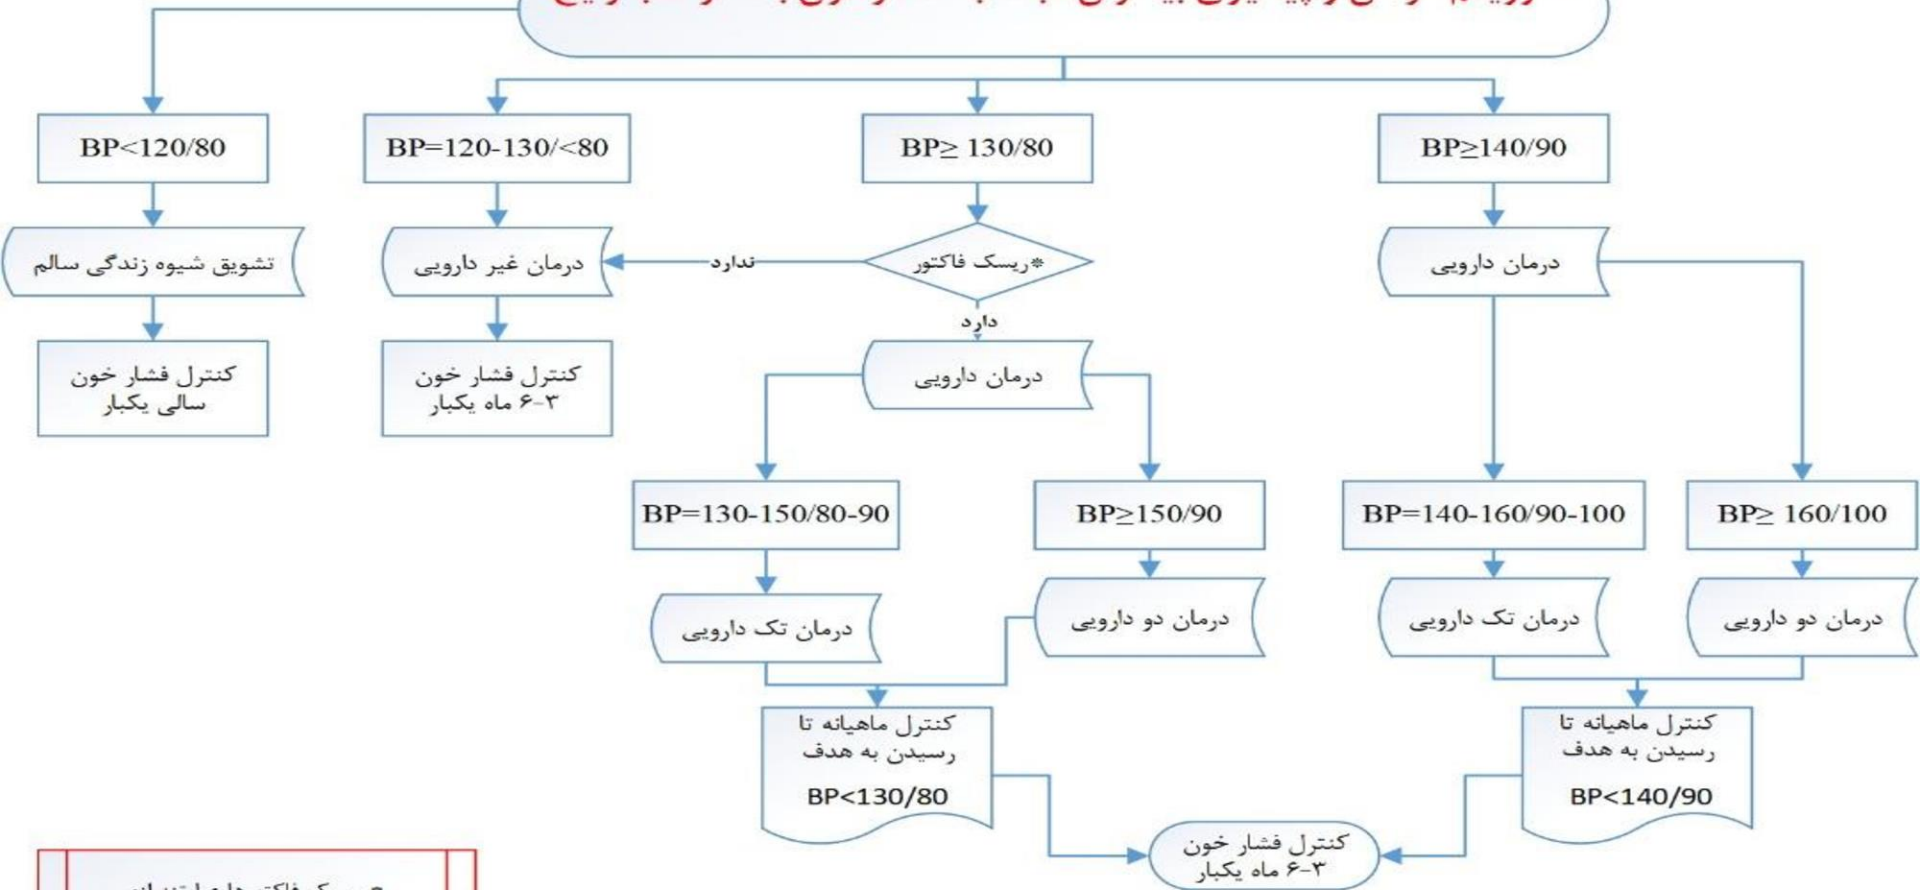 BP<120/80
BP=120-130/<80
BP≥ 130/80
BP≥140/90
تشویق شیوه زندگی سالم
درمان غیر دارویی
ندارد
*ریسک فاکتور
درمان دارویی
دارد
کنترل فشار خون
سالی یکبار
کنترل فشار خون
۳-۶ ماه یکبار
درمان دارویی
BP=130-150/80-90
BP≥150/90
BP=140-160/90-100
BP≥ 160/100
درمان تک دارویی
درمان دو دارویی
درمان تک دارویی
درمان دو دارویی
کنترل ماهیانه تا
رسیدن به هدف
BP<130/80
کنترل ماهیانه تا
رسیدن به هدف
BP<140/90
کنترل فشار خون
۳-۶ ماه یکبار